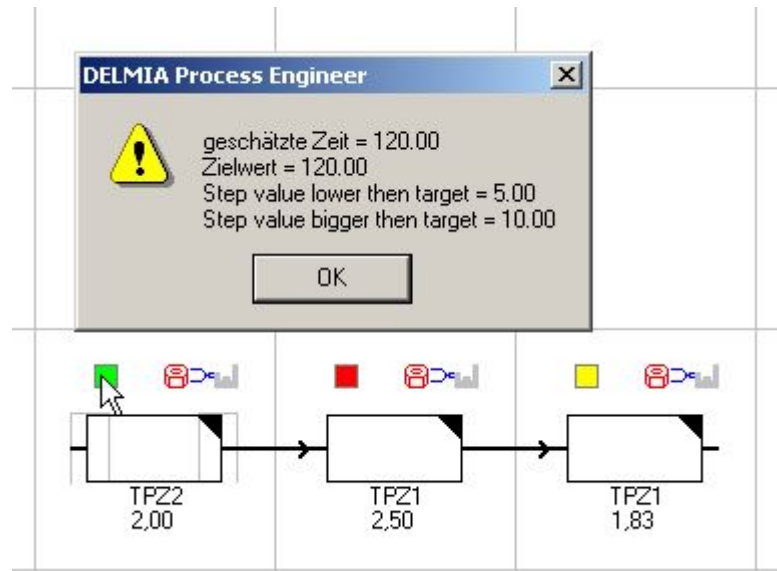 DELMIA Process Engineer
geschätzte Zeit = 120.00
Zielwert = 120.00
Step value lower then target = 5.00
Step value bigger then target = 10.00
OK
TPZ2
2,00
TPZ1
2,50
TPZ1
1,83